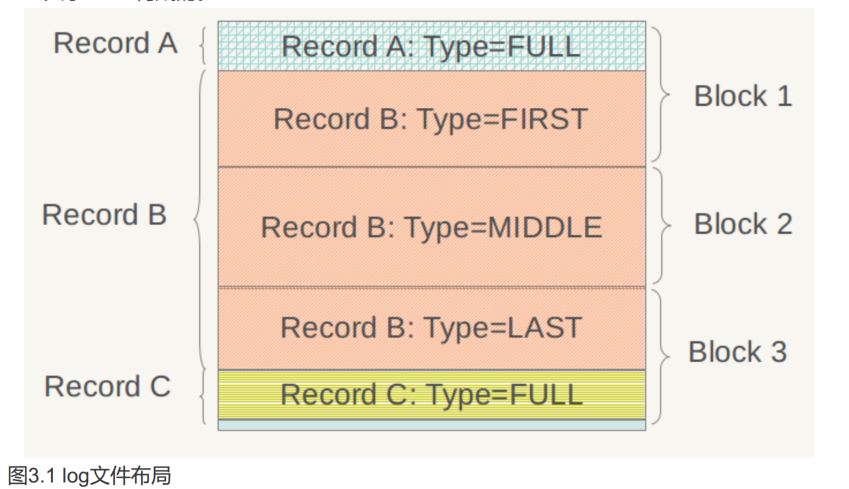 Record A
Record A: Type=FULL
Record B: Type=FIRST
Block 1
Record B
Record B: Type=MIDDLE
Block 2
Record B: Type=LAST
Block 3
Record C
Record C: Type=FULL
图3.1 log文件布局